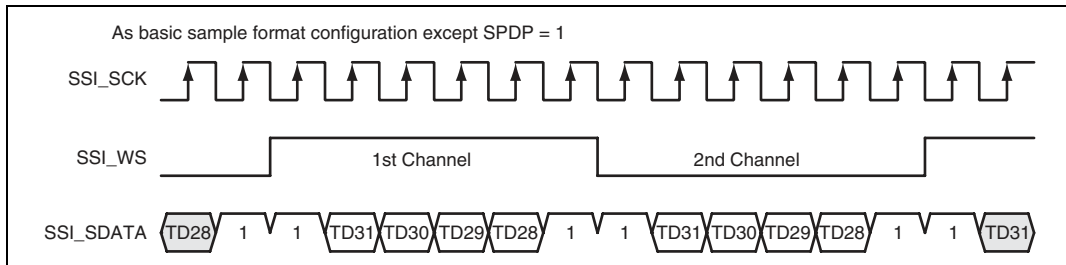 As basic sample format configuration except SPDP = 1
SSI_SCK
SSI_WS 1st Channel 2nd Channel
SSI_SDATA TD28 1 1 TD31 TD30 TD29 TD28 1 1 TD31 TD30 TD29 TD28 1 1 TD31